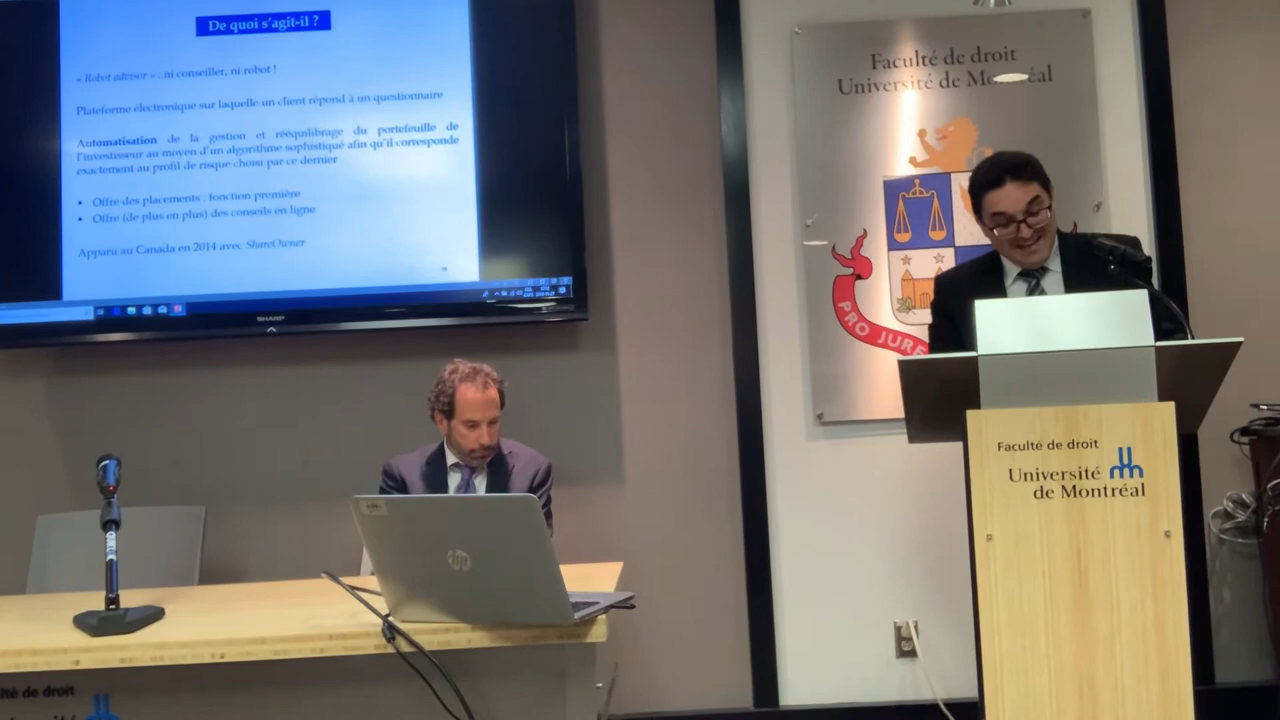 De quoi s'agit-il ?
« Robot advisor » : ni conseiller, ni robot !
Plateforme électronique sur laquelle un client répond à un questionnaire
Automatisation de la gestion et rééquilibrage du portefeuille de
l'investisseur au moyen d'un algorithme sophistiqué afin qu'il corresponde
exactement au profil de risque choisi par ce dernier
• Offre des placements : fonction première
• Offre (de plus en plus) des conseils en ligne
Apparu au Canada en 2014 avec ShareOwner
SHARP
Faculté de droit
Université de Montréal
PRO JURE
hp
Faculté de droit
Université
de Montréal
lté de droit